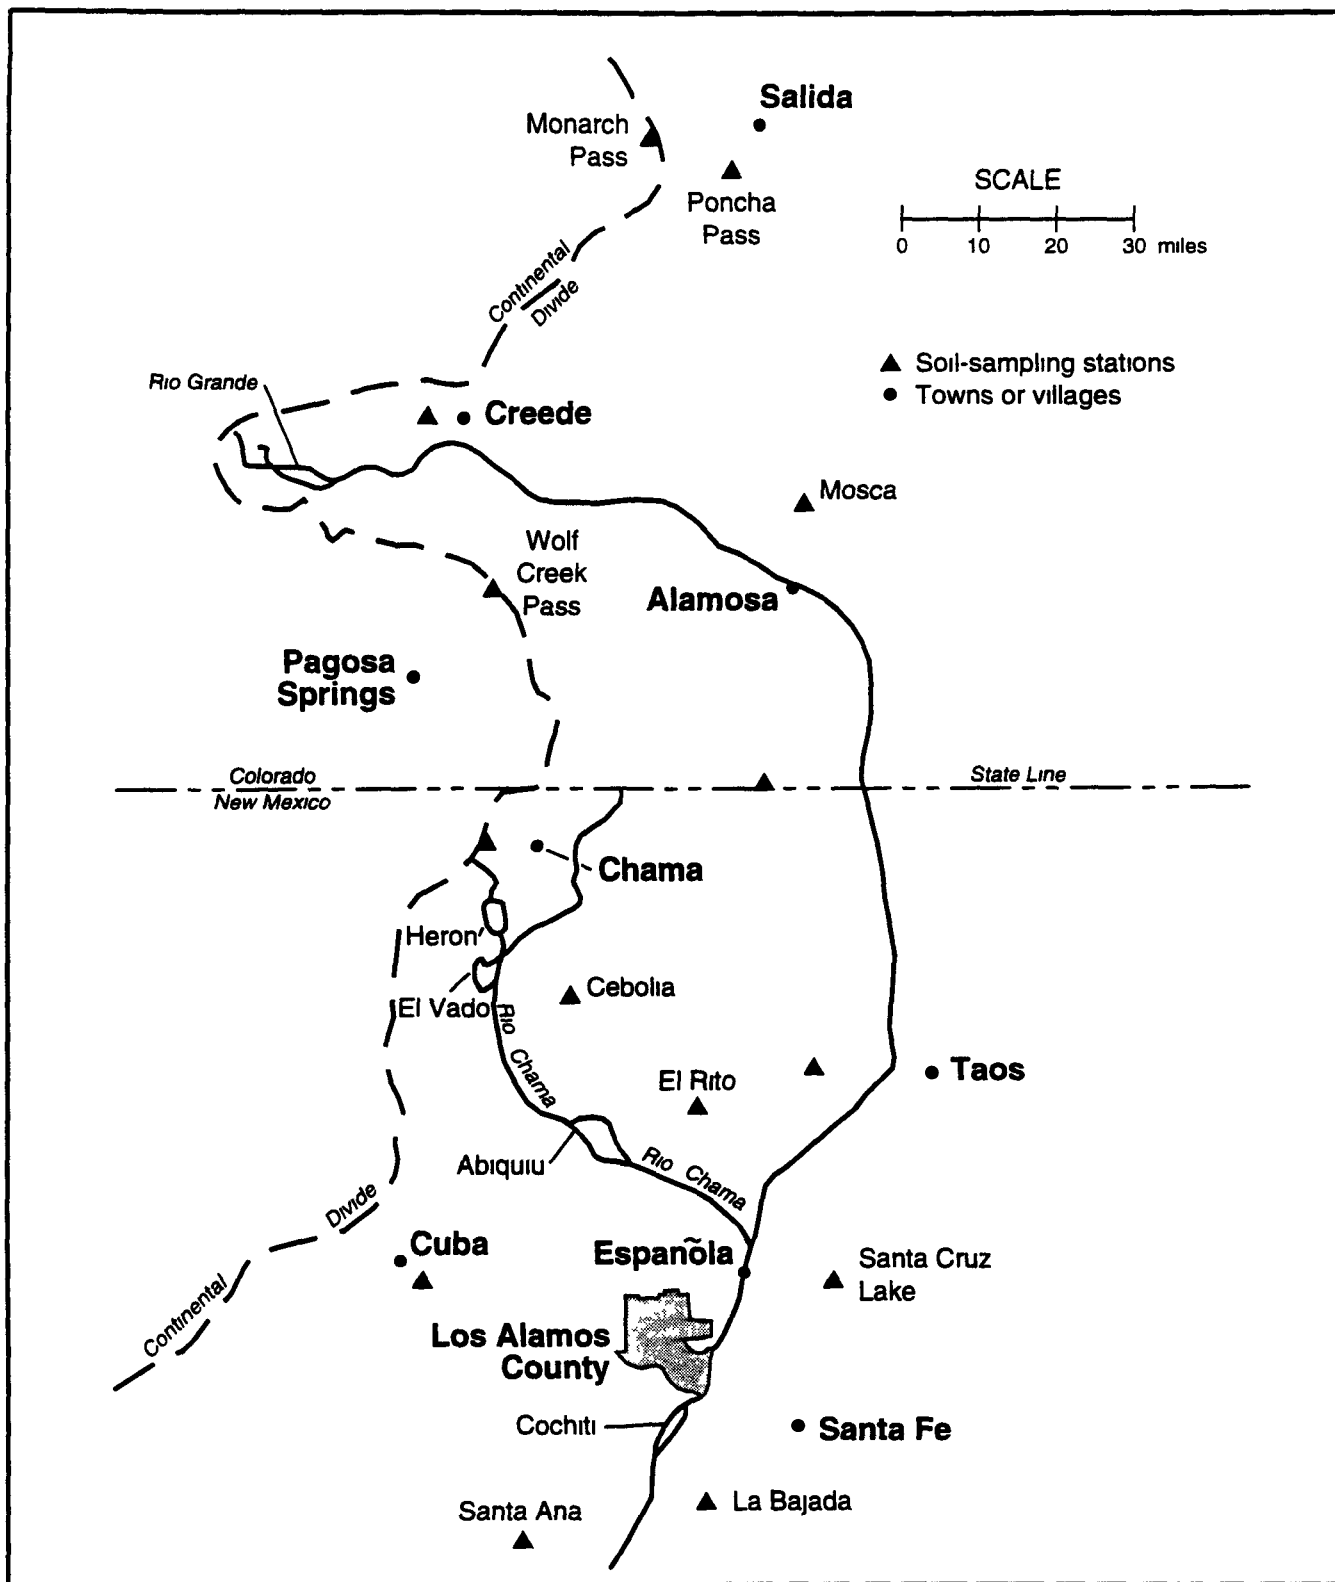 Salida
Monarch
Pass
Poncha
Pass
SCALE
0 10 20 30 miles
Continental
Divide
Soil-sampling stations
Towns or villages
Rio Grande
Creede
Mosca
Wolf
Creek
Pass
Alamosa
Pagosa
Springs
Colorado
State Line
New Mexico
Chama
Heron
Cebolia
El Vado
Rio Chama
El Rito
Taos
Abiquiu
Rio Chama
Divide
Continental
Cuba
Española
Santa Cruz
Lake
Los Alamos
County
Cochiti
Santa Fe
La Bajada
Santa Ana